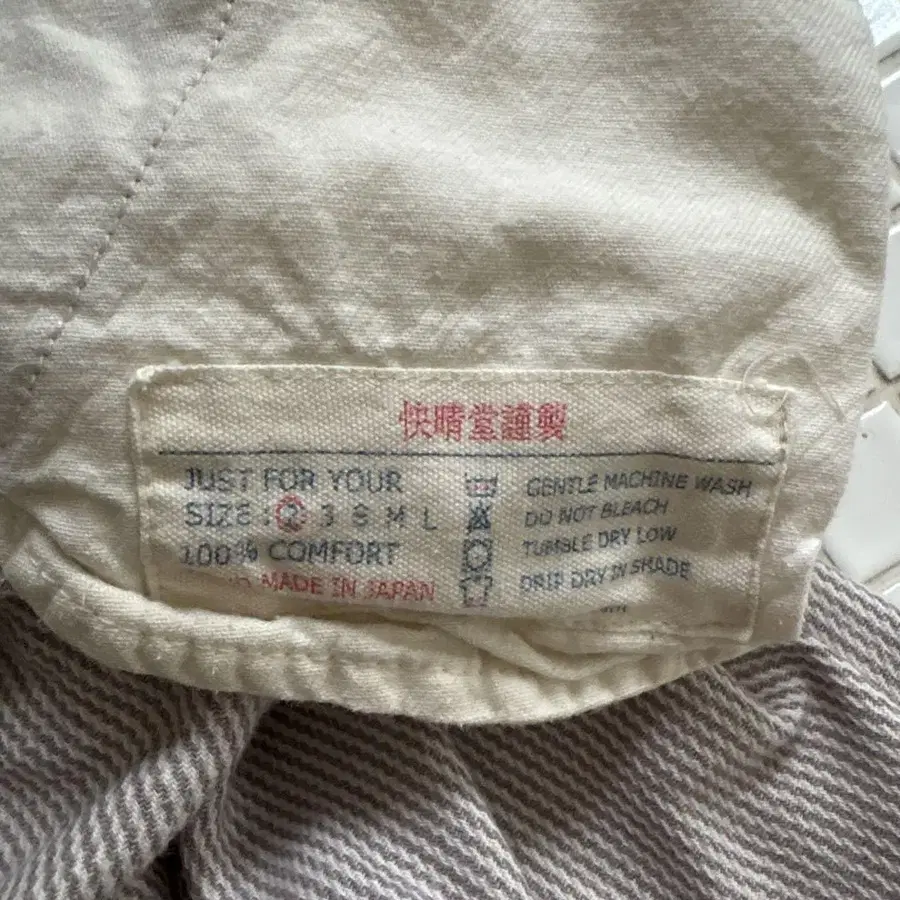 快晴堂謹製
JUST FOR YOUR
SIZE : 2 3 S M L
100% COMFORT
MADE IN JAPAN
GENTLE MACHINE WASH
DO NOT BLEACH
TUMBLE DRY LOW
DRIP DRY IN SHADE